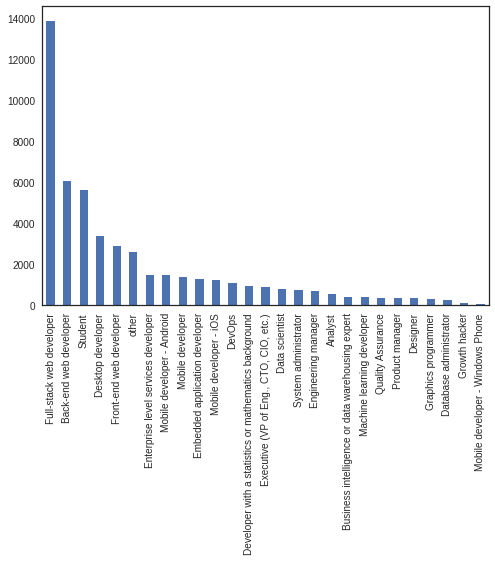 14000
12000
10000
8000
6000
4000
2000
0
Full-stack web developer
Back-end web developer
Student
Desktop developer
Front-end web developer
other
Enterprise level services developer
Mobile developer - Android
Mobile developer
Embedded application developer
Mobile developer - iOS
DevOps
Developer with a statistics or mathematics background
Executive (VP of Eng., CTO, CIO, etc.)
Data scientist
System administrator
Engineering manager
Analyst
Business intelligence or data warehousing expert
Machine learning developer
Quality Assurance
Product manager
Designer
Graphics programmer
Database administrator
Growth hacker
Mobile developer - Windows Phone